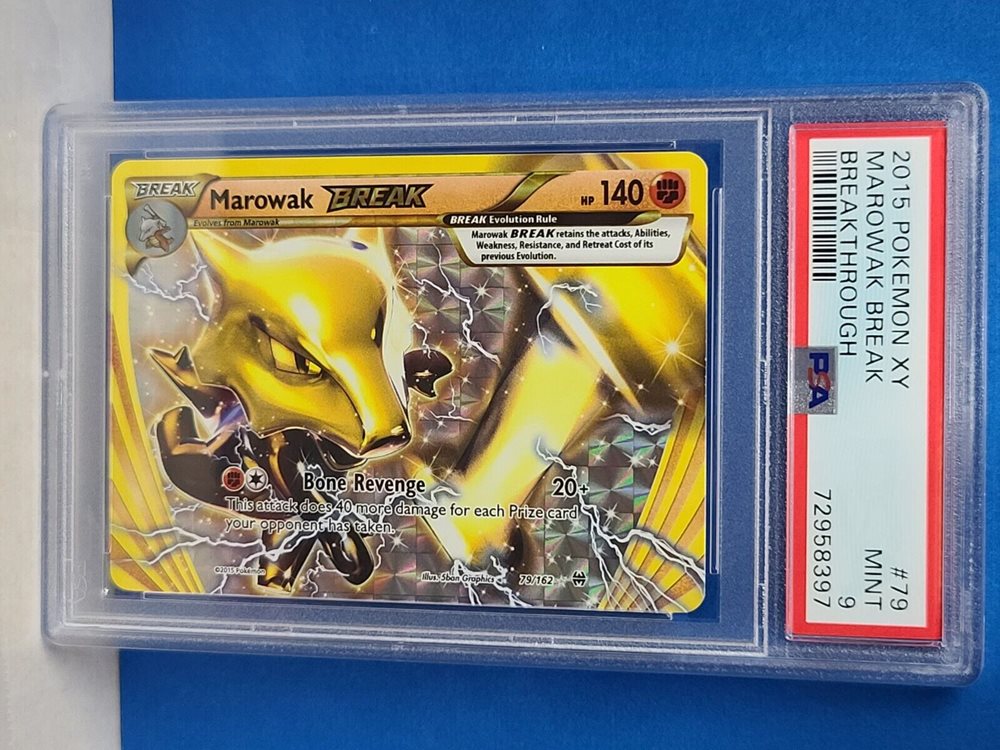 BREAK
Marowak BREAK
HP 140
Evolves from Marowak
BREAK Evolution Rule
Marowak BREAK retains the attacks, Abilities,
Weakness, Resistance, and Retreat Cost of its
previous Evolution.
Bone Revenge 20+
This attack does 40 more damage for each Prize card
your opponent has taken.
©2015 Pokémon
Illus. 5ban Graphics 79/162
2015 POKEMON XY #79
MAROWAK BREAK MINT
BREAKTHROUGH 9
PSA
72958397